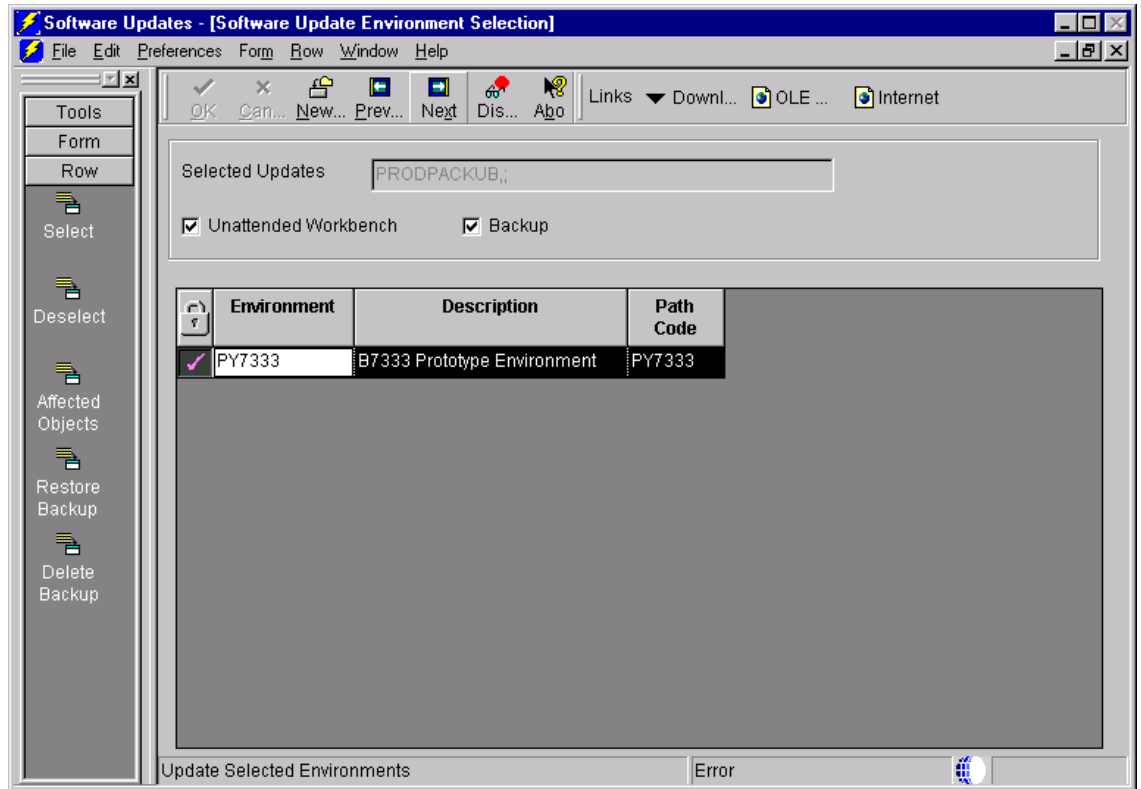 Software Updates - [Software Update Environment Selection]
File Edit Preferences Form Row Window Help
OK Can... New... Prev... Next Dis... Abo Links Downl... OLE ... Internet
Tools
Form
Row
Select
Deselect
Affected
Objects
Restore
Backup
Delete
Backup
Selected Updates PRODPACKUB,;
Unattended Workbench Backup
Environment Description Path
Code
PY7333 B7333 Prototype Environment PY7333
Update Selected Environments Error